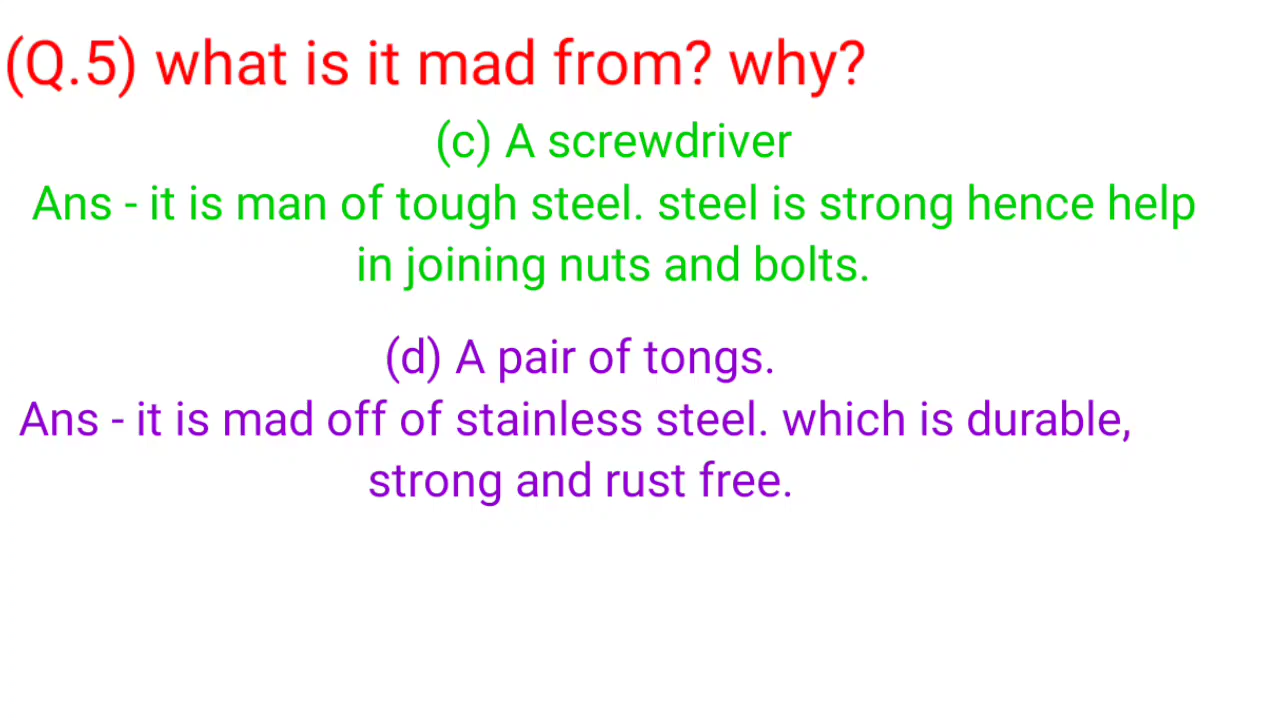 (Q.5) what is it mad from? why?
(c) A screwdriver
Ans - it is man of tough steel. steel is strong hence help
in joining nuts and bolts.
(d) A pair of tongs.
Ans - it is mad off of stainless steel. which is durable,
strong and rust free.